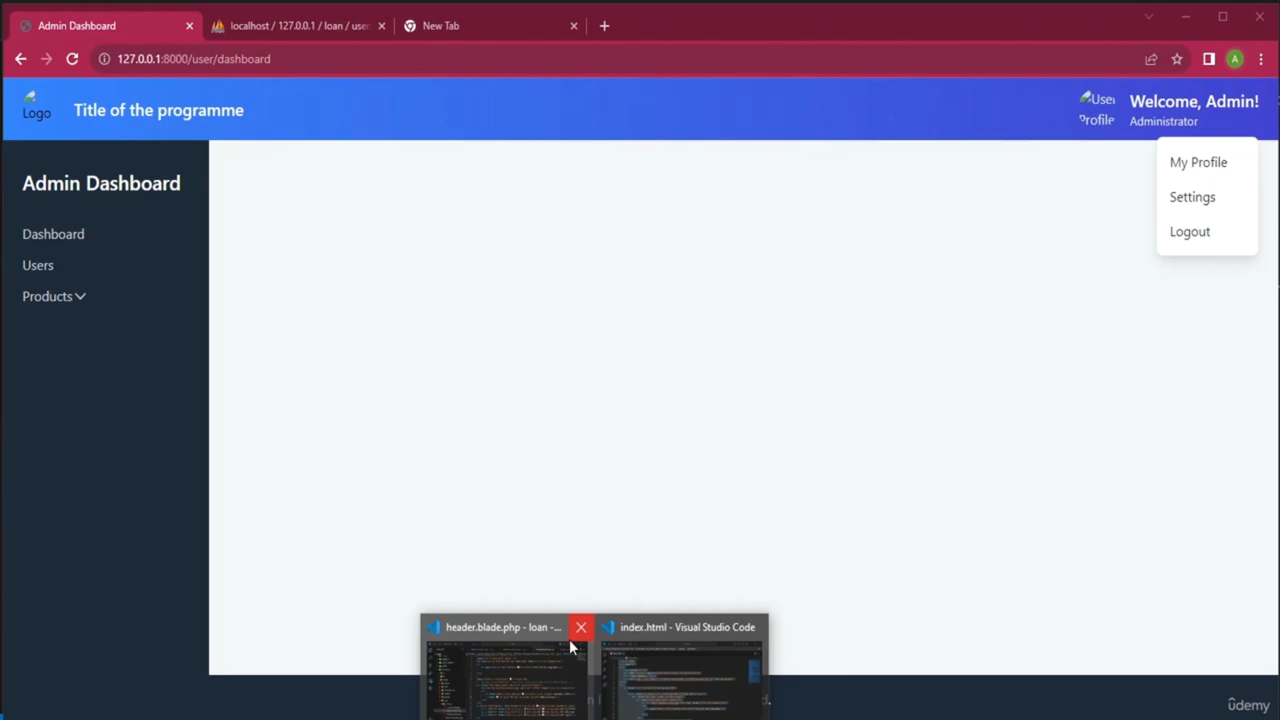 Admin Dashboard
localhost / 127.0.0.1 / loan / user
New Tab
127.0.0.1:8000/user/dashboard
A
Logo
Title of the programme
User
Profile
Welcome, Admin!
Administrator
My Profile
Settings
Logout
Admin Dashboard
Dashboard
Users
Products
header.blade.php - loan -...
index.html - Visual Studio Code
ûdemy